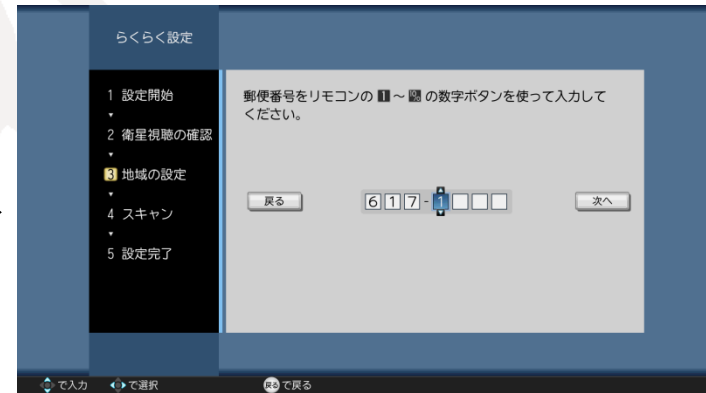 らくらく設定
1 設定開始
2 衛星視聴の確認
3 地域の設定
4 スキャン
5 設定完了
郵便番号をリモコンの 1 ～ 10 の数字ボタンを使って入力して
ください。
戻る
617-1
次へ
で入力 で選択 戻る で戻る